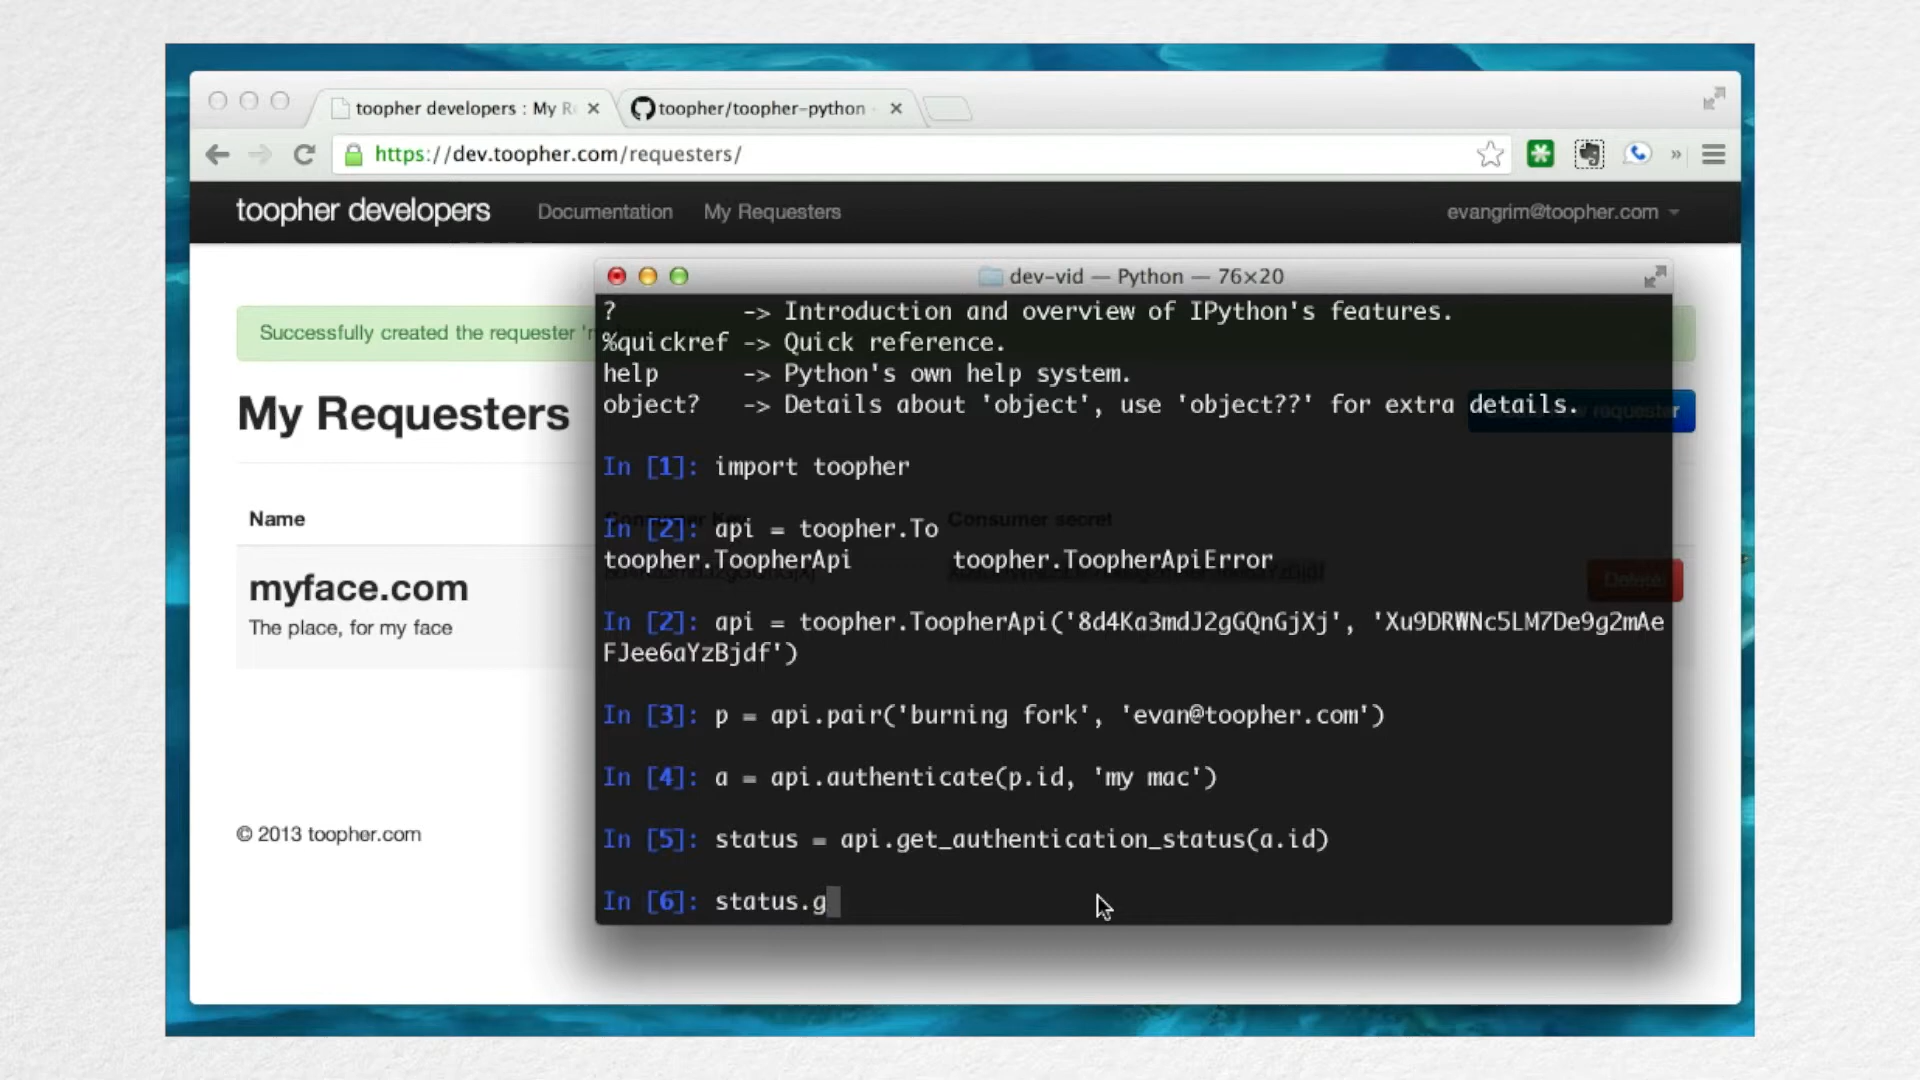 toopher developers : My Re
toopher/toopher-python
https://dev.toopher.com/requesters/
toopher developers
Documentation
My Requesters
evangrim@toopher.com
dev-vid — Python — 76×20
Successfully created the requester '
My Requesters
Name
myface.com
The place, for my face
© 2013 toopher.com
? -> Introduction and overview of IPython's features.
%quickref -> Quick reference.
help -> Python's own help system.
object? -> Details about 'object', use 'object??' for extra details.
requester
In [1]: import toopher
Consumer secret
In [2]: api = toopher.To
toopher.ToopherApi toopher.ToopherApiError
Delete
In [2]: api = toopher.ToopherApi('8d4Ka3mdJ2gGQnGjXj', 'Xu9DRWNc5LM7De9g2mAe
FJee6aYzBjdf')
In [3]: p = api.pair('burning fork', 'evan@toopher.com')
In [4]: a = api.authenticate(p.id, 'my mac')
In [5]: status = api.get_authentication_status(a.id)
In [6]: status.g